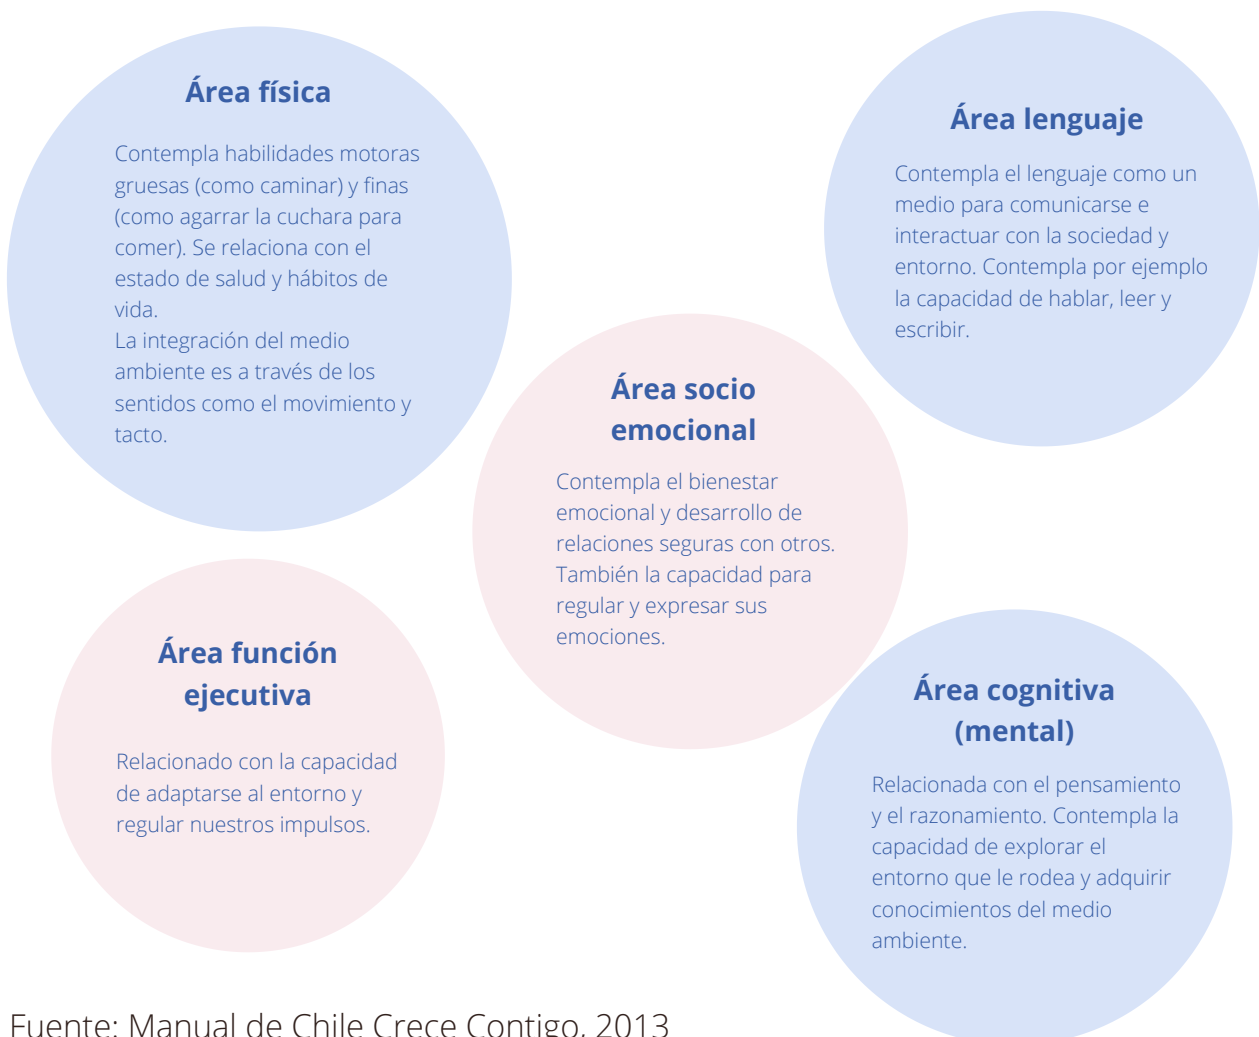 Área física
Contempla habilidades motoras
gruesas (como caminar) y finas
(como agarrar la cuchara para
comer). Se relaciona con el
estado de salud y hábitos de
vida.
La integración del medio
ambiente es a través de los
sentidos como el movimiento y
tacto.
Área lenguaje
Contempla el lenguaje como un
medio para comunicarse e
interactuar con la sociedad y
entorno. Contempla por ejemplo
la capacidad de hablar, leer y
escribir.
Área socio
emocional
Contempla el bienestar
emocional y desarrollo de
relaciones seguras con otros.
También la capacidad para
regular y expresar sus
emociones.
Área función
ejecutiva
Relacionado con la capacidad
de adaptarse al entorno y
regular nuestros impulsos.
Área cognitiva
(mental)
Relacionada con el pensamiento
y el razonamiento. Contempla la
capacidad de explorar el
entorno que le rodea y adquirir
conocimientos del medio
ambiente.
Fuente: Manual de Chile Crece Contigo, 2013